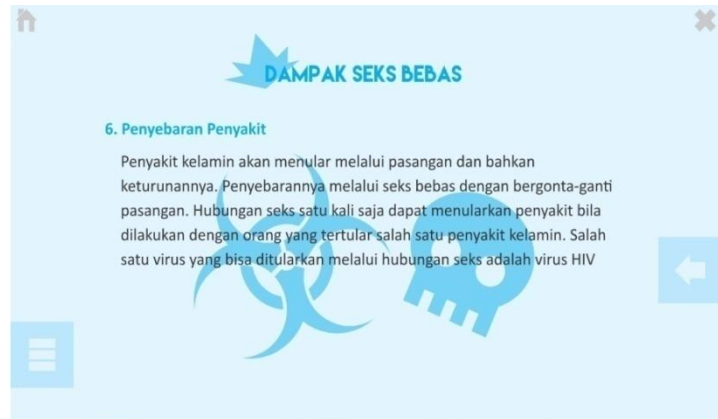 DAMPAK SEKS BEBAS
6. Penyebaran Penyakit
Penyakit kelamin akan menular melalui pasangan dan bahkan
keturunannya. Penyebarannya melalui seks bebas dengan bergonta-ganti
pasangan. Hubungan seks satu kali saja dapat menularkan penyakit bila
dilakukan dengan orang yang tertular salah satu penyakit kelamin. Salah
satu virus yang bisa ditularkan melalui hubungan seks adalah virus HIV